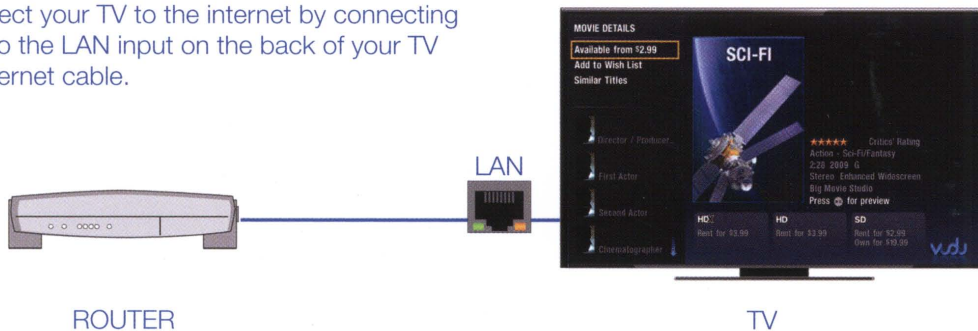 ect your TV to the internet by connecting
o the LAN input on the back of your TV
ernet cable.
MOVIE DETAILS
Available from $2.99
Add to Wish List
Similar Titles
SCI-FI
Director / Producer
First Actor
Second Actor
Cinematographer
★★★★★ Critics' Rating
Action - Sci-Fi/Fantasy
2:28 2009 G
Stereo Enhanced Widescreen
Big Movie Studio
Press for preview
HDX
Rent for $3.99
HD
Rent for $3.99
SD
Rent for $2.99
Own for $19.99
vudu
LAN
ROUTER
TV